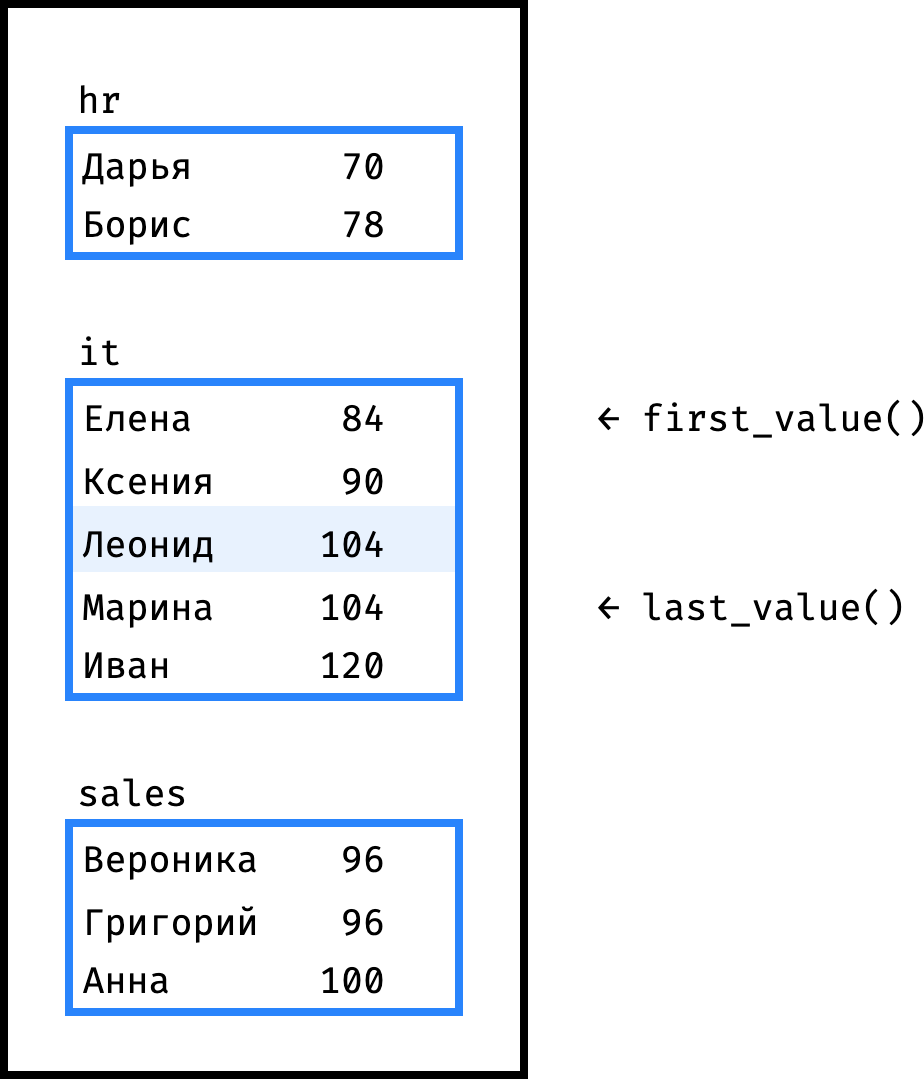 hr
Дарья 70
Борис 78
it
Елена 84 ← first_value()
Ксения 90
Леонид 104
Марина 104 ← last_value()
Иван 120
sales
Вероника 96
Григорий 96
Анна 100